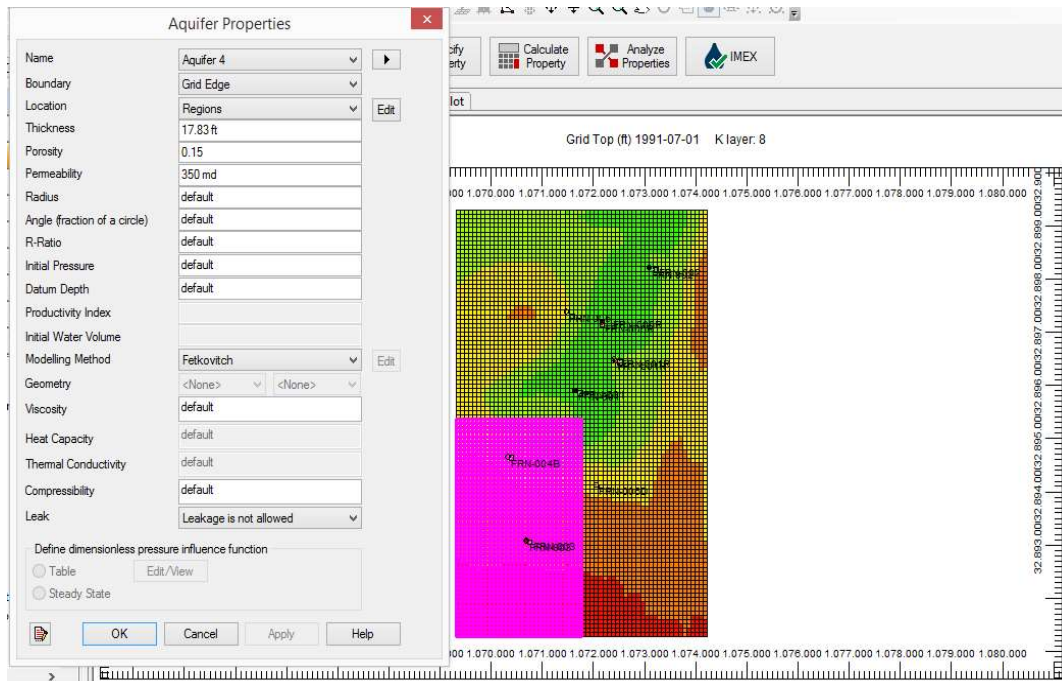 Aquifer Properties
Name
Aquifer 4
Boundary
Grid Edge
Location
Regions
Edit
Thickness
17.83 ft
Porosity
0.15
Permeability
350 md
Radius
default
Angle (fraction of a circle)
default
R-Ratio
default
Initial Pressure
default
Datum Depth
default
Productivity Index
Initial Water Volume
Modelling Method
Fetkovitch
Edit
Geometry
<None>
<None>
Viscosity
default
Heat Capacity
default
Thermal Conductivity
default
Compressibility
default
Leak
Leakage is not allowed
Define dimensionless pressure influence function
Table
Edit/View
Steady State
OK
Cancel
Apply
Help
Calculate
Property
Analyze
Properties
IMEX
Grid Top (ft) 1991-07-01 K layer: 8
1.070.000 1.071.000 1.072.000 1.073.000 1.074.000 1.075.000 1.076.000 1.077.000 1.078.000 1.079.000 1.080.000
32.893.000 32.894.000 32.895.000 32.896.000 32.897.000 32.898.000 32.899.000 32.900
FRN-004B
1.070.000 1.071.000 1.072.000 1.073.000 1.074.000 1.075.000 1.076.000 1.077.000 1.078.000 1.079.000 1.080.000